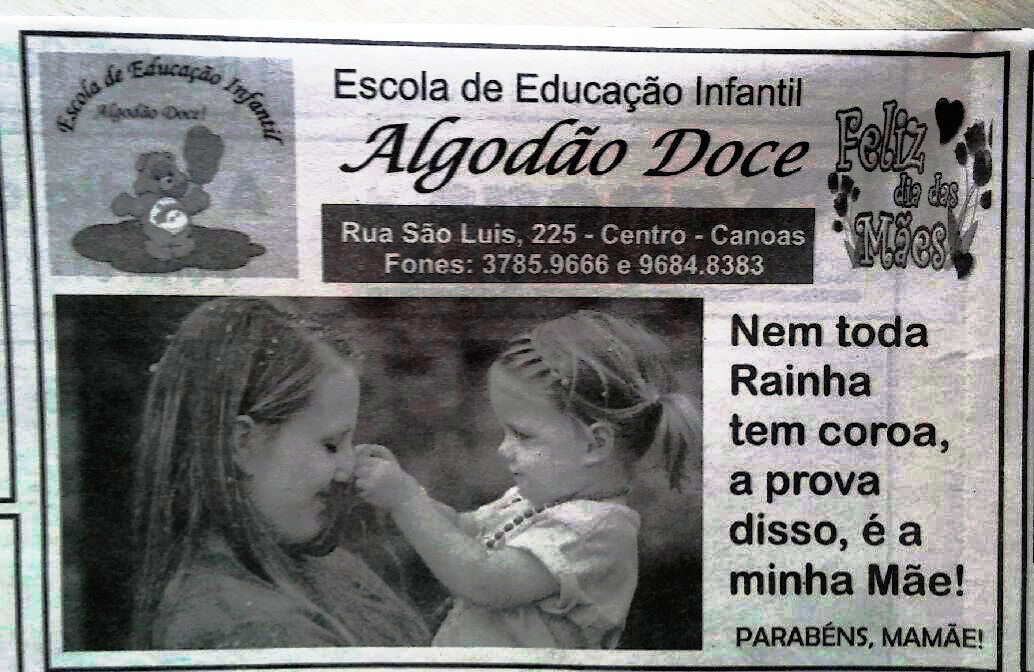 Escola de Educação Infantil
Algodão Doce!
Escola de Educação Infantil
Algodão Doce
Rua São Luis, 225 - Centro - Canoas
Fones: 3785.9666 e 9684.8383
Feliz
dia das
Mães
Nem toda
Rainha
tem coroa,
a prova
disso, é a
minha Mãe!
PARABÉNS, MAMÃE!